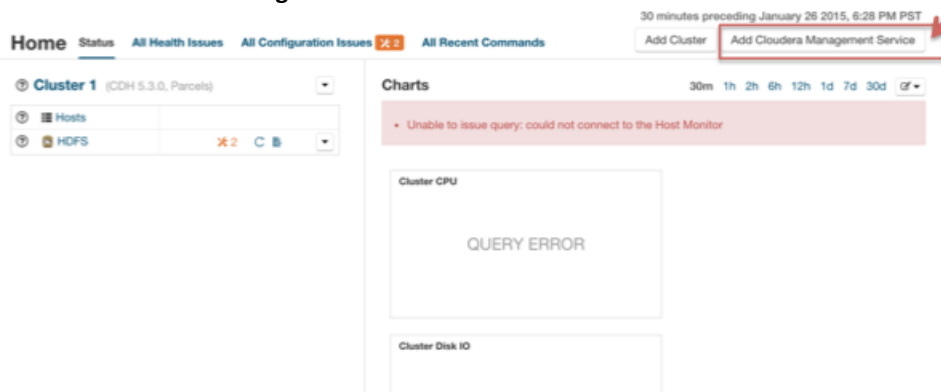 30 minutes preceding January 26 2015, 6:28 PM PST
Home Status All Health Issues All Configuration Issues 2 All Recent Commands Add Cluster Add Cloudera Management Service
Cluster 1 (CDH 5.3.0, Parcels)
Charts 30m 1h 2h 6h 12h 1d 7d 30d
Hosts
HDFS 2
Unable to issue query: could not connect to the Host Monitor
Cluster CPU
QUERY ERROR
Cluster Disk IO